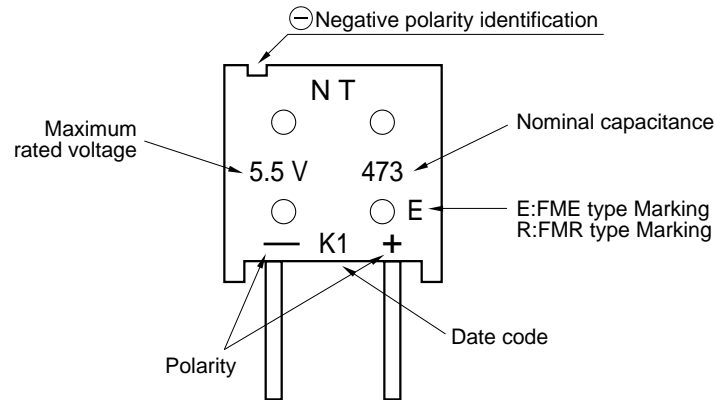 ⊖Negative polarity identification
N T
Maximum
rated voltage
5.5 V
473
Nominal capacitance
E
E:FME type Marking
R:FMR type Marking
— K1 +
Polarity
Date code